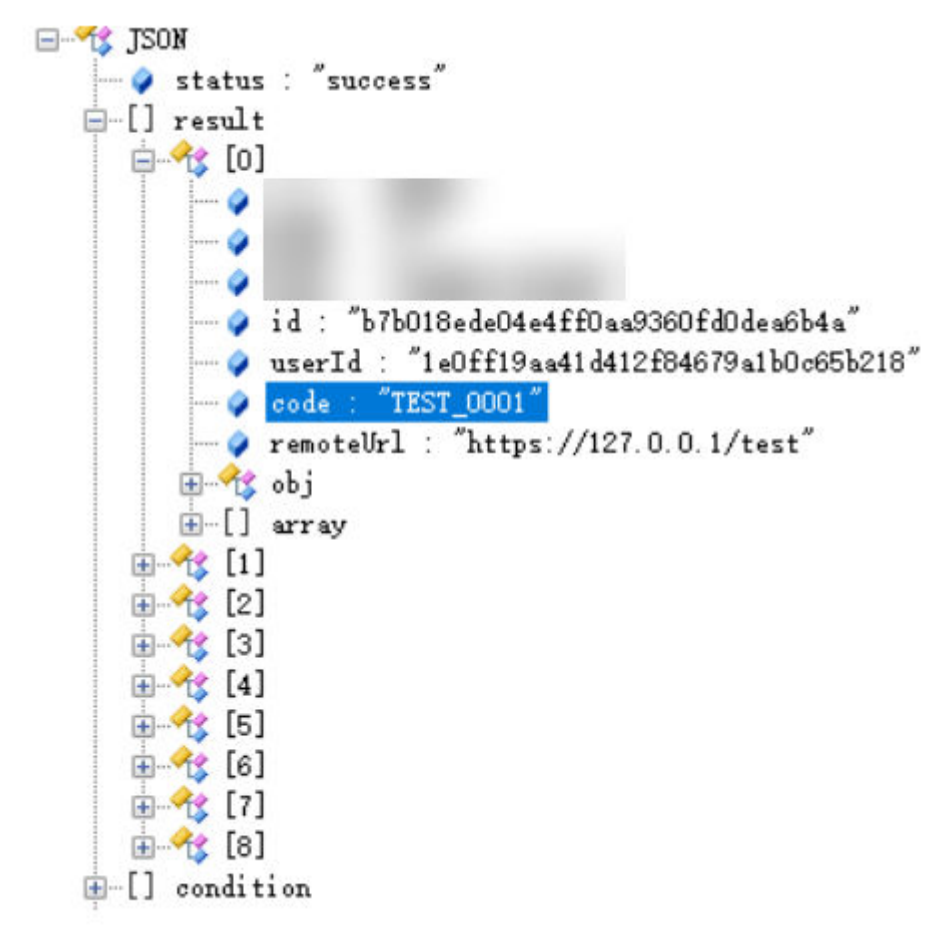 JSON
status : "success"
[] result
[0]
id : "b7b018ede04e4ff0aa9360fd0dea6b4a"
userId : "1e0ff19aa41d412f84679a1b0c65b218"
code : "TEST_0001"
remoteUrl : "https://127.0.0.1/test"
obj
[] array
[1]
[2]
[3]
[4]
[5]
[6]
[7]
[8]
[] condition